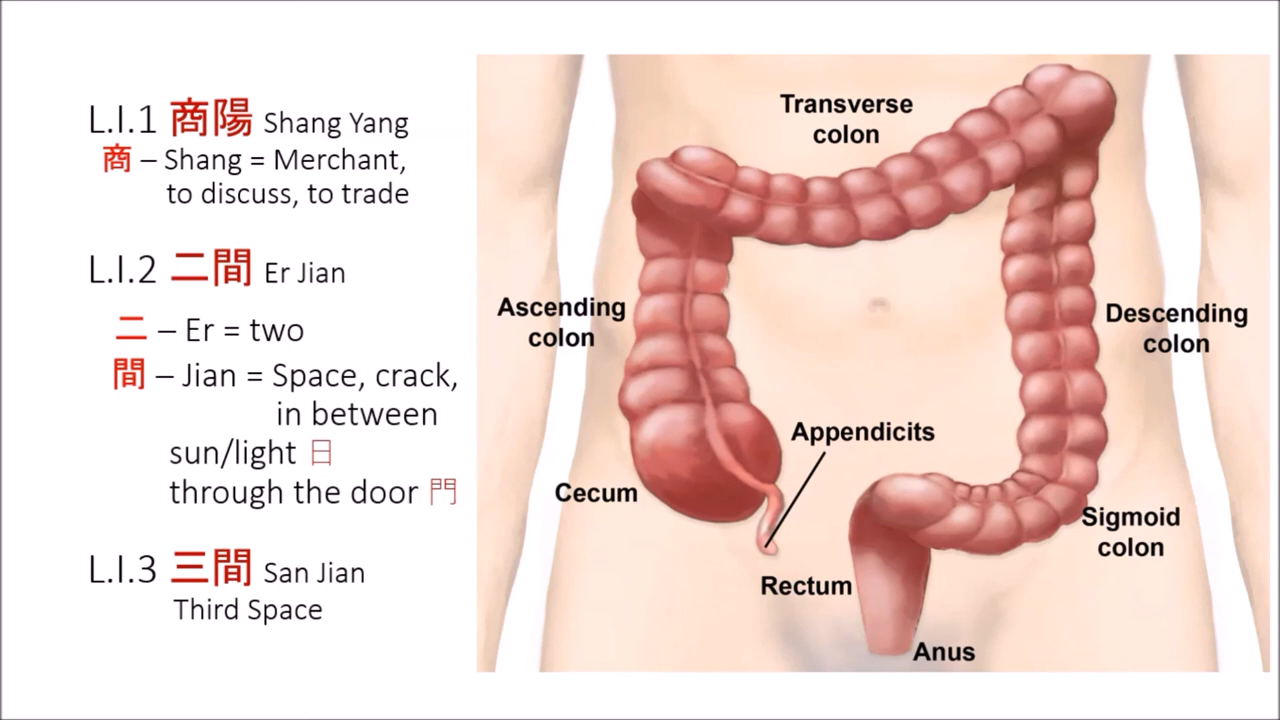 L.I.1 商陽 Shang Yang
商 – Shang = Merchant,
to discuss, to trade
L.I.2 二間 Er Jian
二 – Er = two
間 – Jian = Space, crack,
in between
sun/light 日
through the door 門
L.I.3 三間 San Jian
Third Space
Transverse
colon
Ascending
colon
Descending
colon
Appendicits
Cecum
Sigmoid
colon
Rectum
Anus